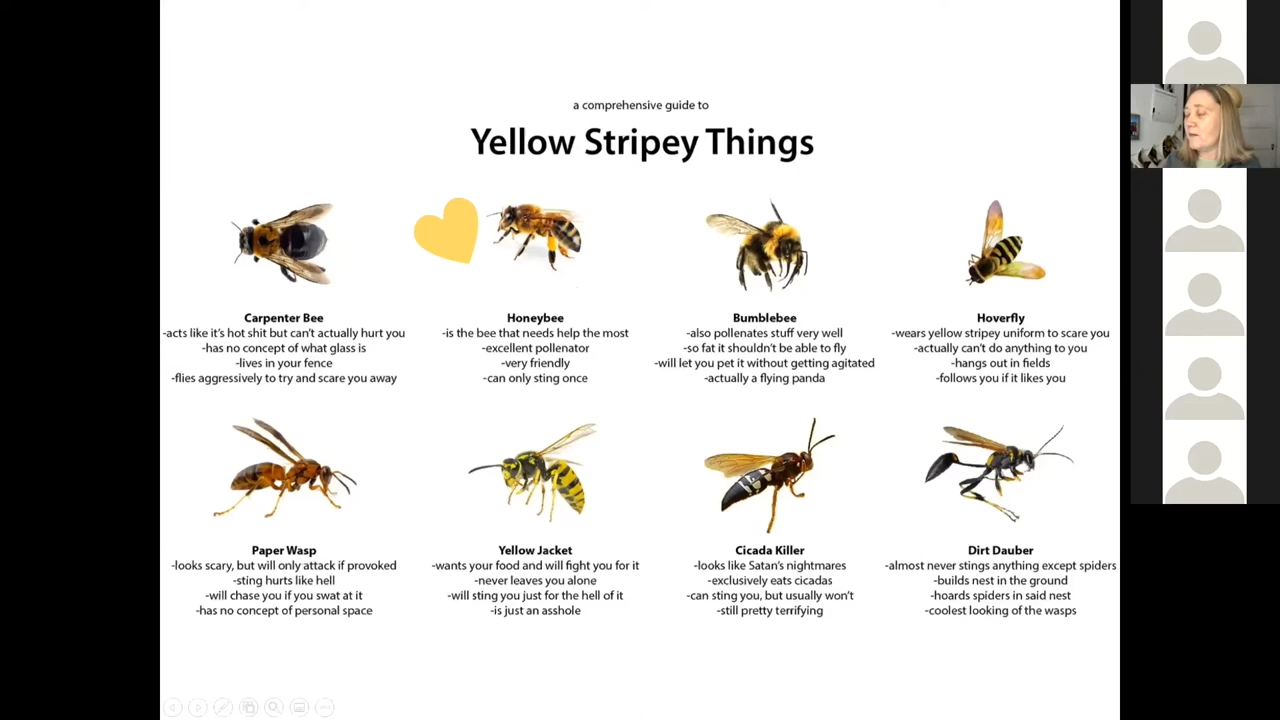 a comprehensive guide to
Yellow Stripey Things
Carpenter Bee
-acts like it's hot shit but can't actually hurt you
-has no concept of what glass is
-lives in your fence
-flies aggressively to try and scare you away
Honeybee
-is the bee that needs help the most
-excellent pollenator
-very friendly
-can only sting once
Bumblebee
-also pollenates stuff very well
-so fat it shouldn't be able to fly
-will let you pet it without getting agitated
-actually a flying panda
Hoverfly
-wears yellow stripey uniform to scare you
-actually can't do anything to you
-hangs out in fields
-follows you if it likes you
Paper Wasp
-looks scary, but will only attack if provoked
-sting hurts like hell
-will chase you if you swat at it
-has no concept of personal space
Yellow Jacket
-wants your food and will fight you for it
-never leaves you alone
-will sting you just for the hell of it
-is just an asshole
Cicada Killer
-looks like Satan's nightmares
-exclusively eats cicadas
-can sting you, but usually won't
-still pretty terrifying
Dirt Dauber
-almost never stings anything except spiders
-builds nest in the ground
-hoards spiders in said nest
-coolest looking of the wasps